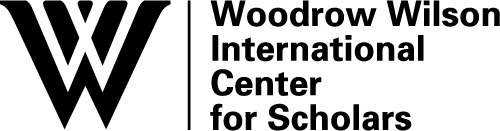 Woodrow Wilson
International
Center
for Scholars